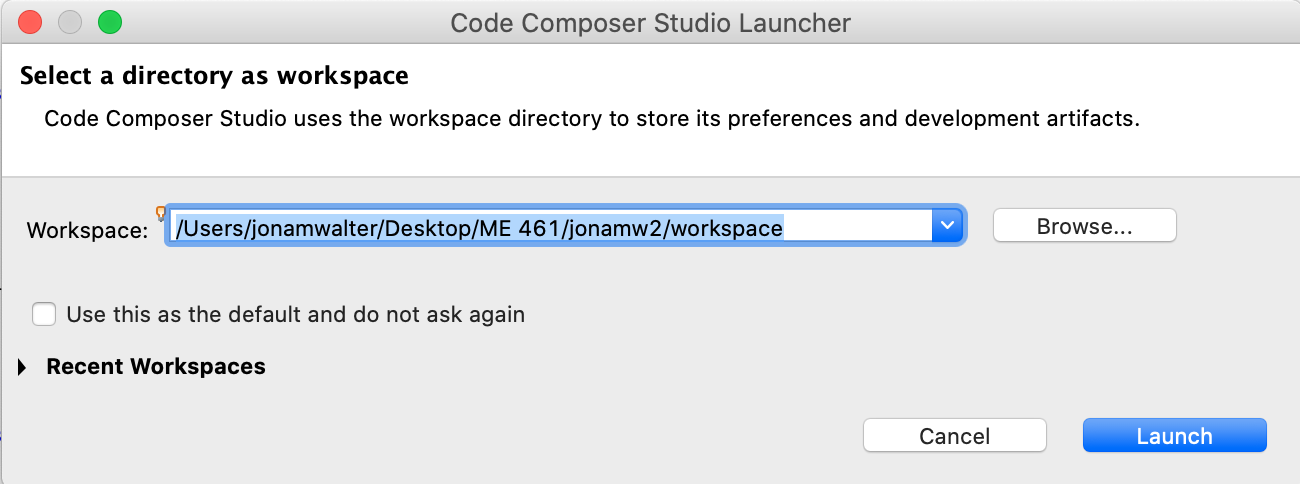 Code Composer Studio Launcher
Select a directory as workspace
Code Composer Studio uses the workspace directory to store its preferences and development artifacts.
Workspace: /Users/jonamwalter/Desktop/ME 461/jonamw2/workspace Browse...
Use this as the default and do not ask again
Recent Workspaces
Cancel Launch